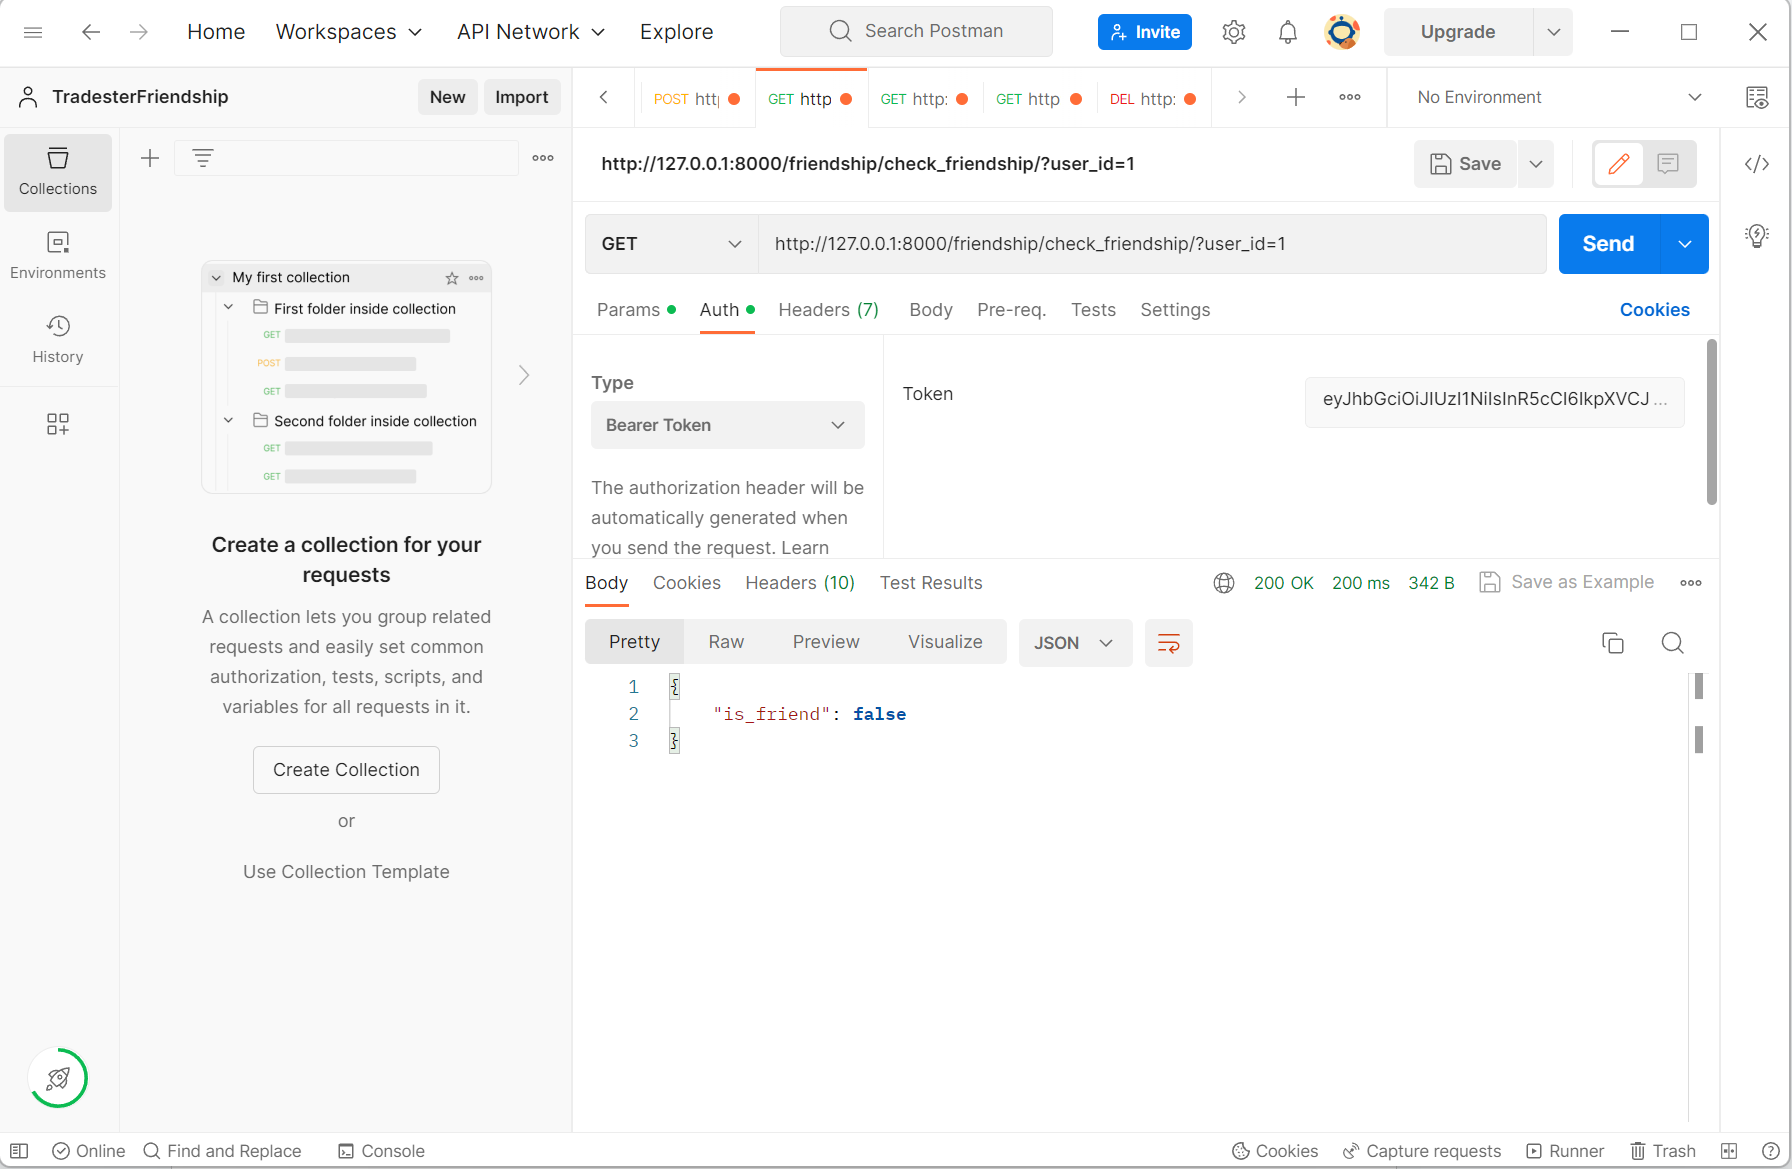 Home Workspaces API Network Explore Search Postman Invite Upgrade
TradesterFriendship New Import
POST htt GET http GET http: GET http DEL http: No Environment
Collections
Environments
History
My first collection
First folder inside collection
GET
POST
GET
Second folder inside collection
GET
GET
Create a collection for your
requests
A collection lets you group related
requests and easily set common
authorization, tests, scripts, and
variables for all requests in it.
Create Collection
or
Use Collection Template
http://127.0.0.1:8000/friendship/check_friendship/?user_id=1 Save
GET http://127.0.0.1:8000/friendship/check_friendship/?user_id=1 Send
Params Auth Headers (7) Body Pre-req. Tests Settings Cookies
Type
Bearer Token
The authorization header will be
automatically generated when
you send the request. Learn
Token eyJhbGciOiJIUzI1NiIsInR5cCI6IkpXVCJ ...
Body Cookies Headers (10) Test Results 200 OK 200 ms 342 B Save as Example
Pretty Raw Preview Visualize JSON
1 {
2 "is_friend": false
3 }
Online Find and Replace Console Cookies Capture requests Runner Trash